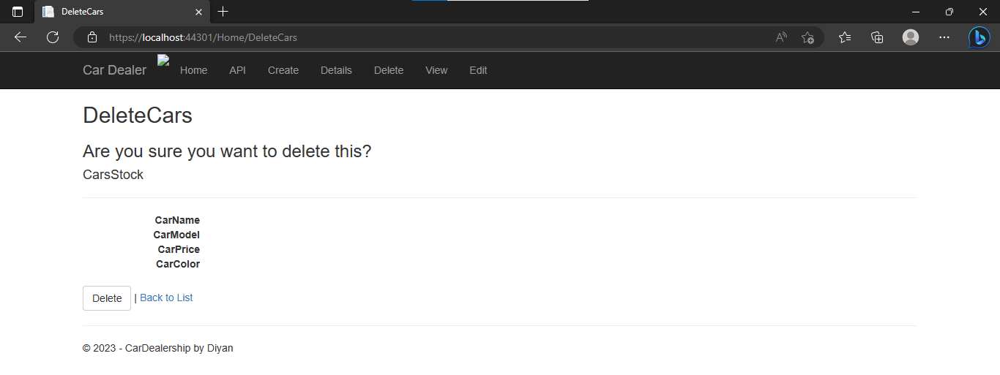 DeleteCars
https://localhost:44301/Home/DeleteCars
Car Dealer Home API Create Details Delete View Edit
DeleteCars
Are you sure you want to delete this?
CarsStock
CarName
CarModel
CarPrice
CarColor
Delete | Back to List
© 2023 - CarDealership by Diyan